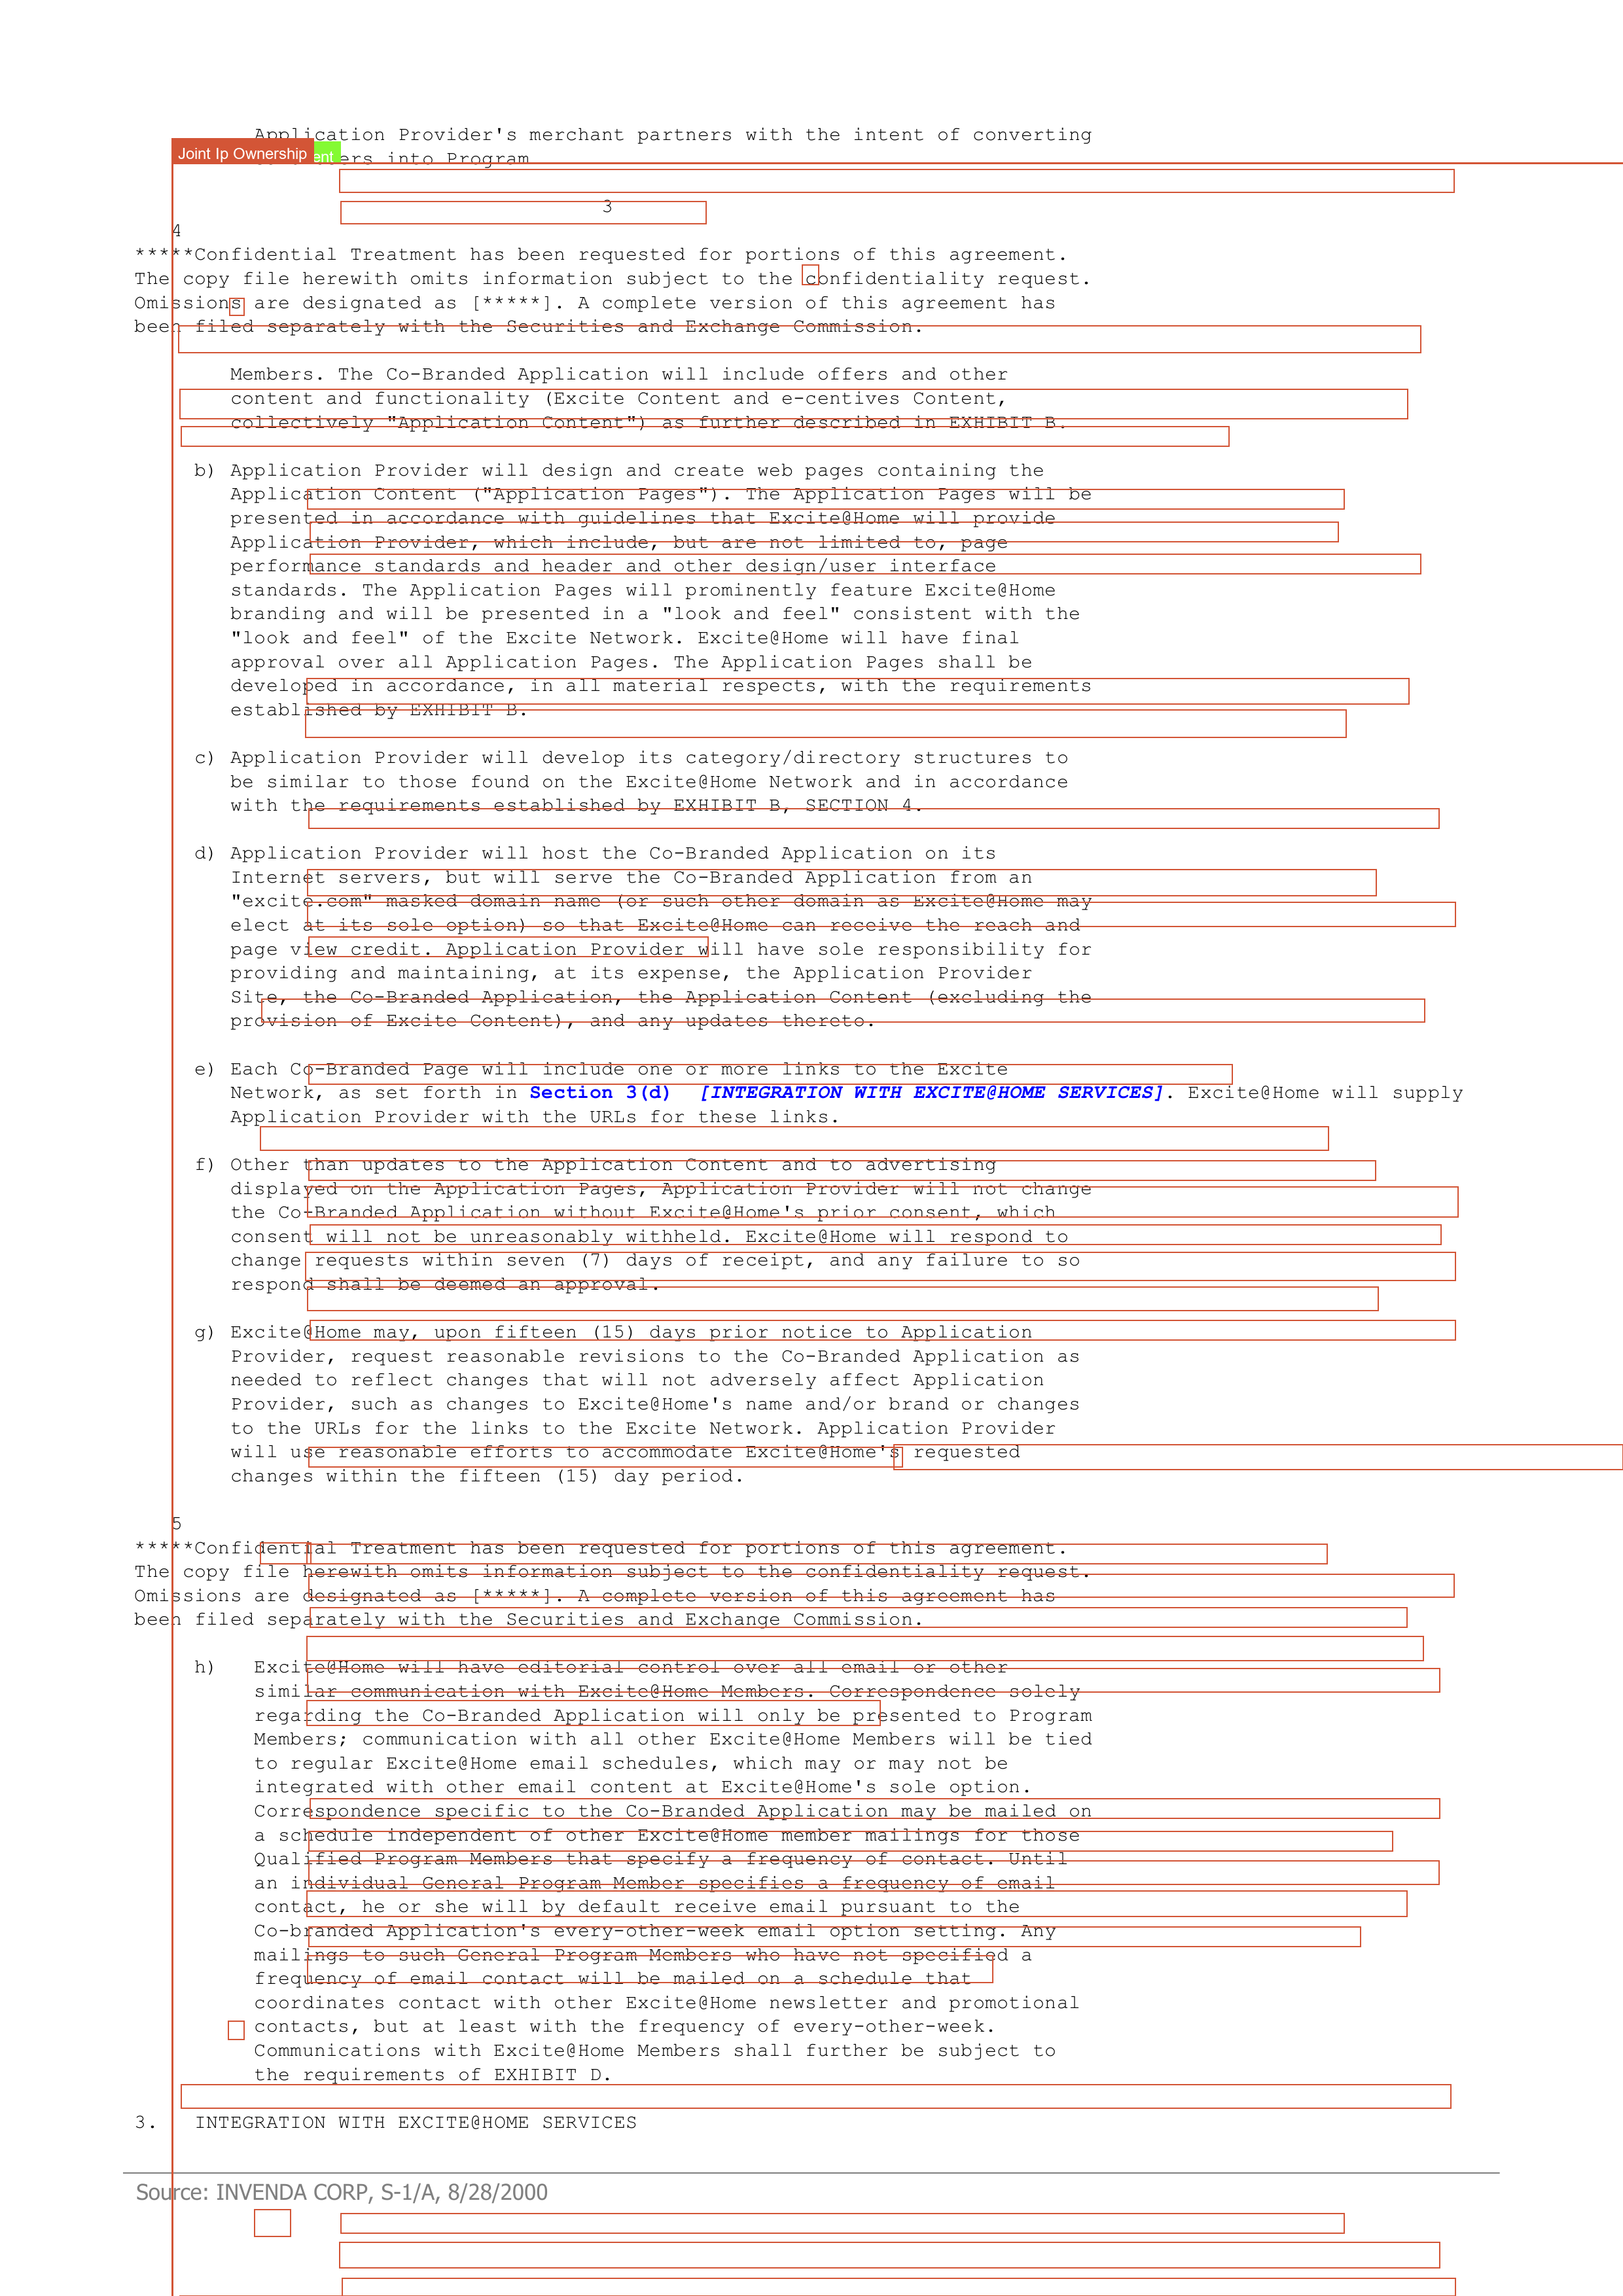 Application Provider's merchant partners with the intent of converting
Joint Ip Ownership
ent
ers into Program
3
4
*****Confidential Treatment has been requested for portions of this agreement.
The copy file herewith omits information subject to the confidentiality request.
Omissions are designated as [*****]. A complete version of this agreement has
been filed separately with the Securities and Exchange Commission.
Members. The Co-Branded Application will include offers and other
content and functionality (Excite Content and e-centives Content,
collectively "Application Content") as further described in EXHIBIT B.
b) Application Provider will design and create web pages containing the
Application Content ("Application Pages"). The Application Pages will be
presented in accordance with guidelines that Excite@Home will provide
Application Provider, which include, but are not limited to, page
performance standards and header and other design/user interface
standards. The Application Pages will prominently feature Excite@Home
branding and will be presented in a "look and feel" consistent with the
"look and feel" of the Excite Network. Excite@Home will have final
approval over all Application Pages. The Application Pages shall be
developed in accordance, in all material respects, with the requirements
established by EXHIBIT B.
c) Application Provider will develop its category/directory structures to
be similar to those found on the Excite@Home Network and in accordance
with the requirements established by EXHIBIT B, SECTION 4.
d) Application Provider will host the Co-Branded Application on its
Internet servers, but will serve the Co-Branded Application from an
"excite.com" masked domain name (or such other domain as Excite@Home may
elect at its sole option) so that Excite@Home can receive the reach and
page view credit. Application Provider will have sole responsibility for
providing and maintaining, at its expense, the Application Provider
Site, the Co-Branded Application, the Application Content (excluding the
provision of Excite Content), and any updates thereto.
e) Each Co-Branded Page will include one or more links to the Excite
Network, as set forth in Section 3(d) [INTEGRATION WITH EXCITE@HOME SERVICES]. Excite@Home will supply
Application Provider with the URLs for these links.
f) Other than updates to the Application Content and to advertising
displayed on the Application Pages, Application Provider will not change
the Co-Branded Application without Excite@Home's prior consent, which
consent will not be unreasonably withheld. Excite@Home will respond to
change requests within seven (7) days of receipt, and any failure to so
respond shall be deemed an approval.
g) Excite@Home may, upon fifteen (15) days prior notice to Application
Provider, request reasonable revisions to the Co-Branded Application as
needed to reflect changes that will not adversely affect Application
Provider, such as changes to Excite@Home's name and/or brand or changes
to the URLs for the links to the Excite Network. Application Provider
will use reasonable efforts to accommodate Excite@Home's requested
changes within the fifteen (15) day period.
5
*****Confidential Treatment has been requested for portions of this agreement.
The copy file herewith omits information subject to the confidentiality request.
Omissions are designated as [*****]. A complete version of this agreement has
been filed separately with the Securities and Exchange Commission.
h) Excite@Home will have editorial control over all email or other
similar communication with Excite@Home Members. Correspondence solely
regarding the Co-Branded Application will only be presented to Program
Members; communication with all other Excite@Home Members will be tied
to regular Excite@Home email schedules, which may or may not be
integrated with other email content at Excite@Home's sole option.
Correspondence specific to the Co-Branded Application may be mailed on
a schedule independent of other Excite@Home member mailings for those
Qualified Program Members that specify a frequency of contact. Until
an individual General Program Member specifies a frequency of email
contact, he or she will by default receive email pursuant to the
Co-branded Application's every-other-week email option setting. Any
mailings to such General Program Members who have not specified a
frequency of email contact will be mailed on a schedule that
coordinates contact with other Excite@Home newsletter and promotional
contacts, but at least with the frequency of every-other-week.
Communications with Excite@Home Members shall further be subject to
the requirements of EXHIBIT D.
3. INTEGRATION WITH EXCITE@HOME SERVICES
Source: INVENDA CORP, S-1/A, 8/28/2000